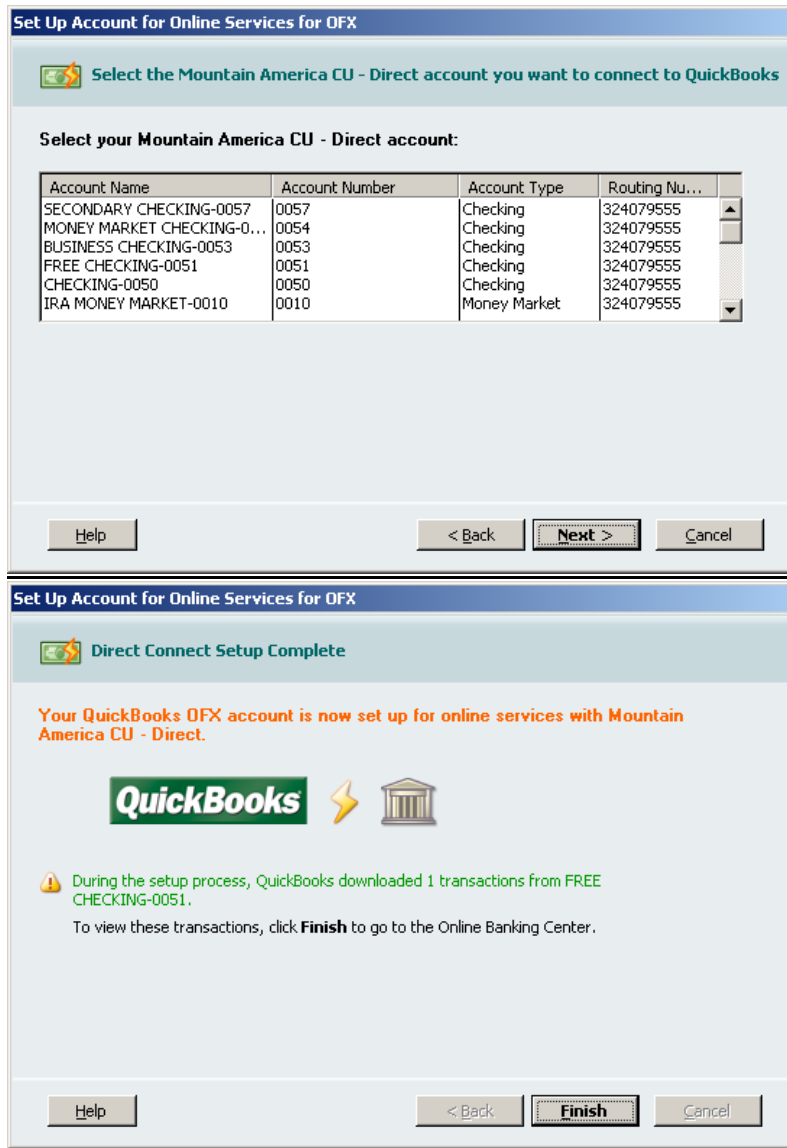 Set Up Account for Online Services for OFX
Select the Mountain America CU - Direct account you want to connect to QuickBooks
Select your Mountain America CU - Direct account:
Account Name Account Number Account Type Routing Nu...
SECONDARY CHECKING-0057 0057 Checking 324079555
MONEY MARKET CHECKING-0... 0054 Checking 324079555
BUSINESS CHECKING-0053 0053 Checking 324079555
FREE CHECKING-0051 0051 Checking 324079555
CHECKING-0050 0050 Checking 324079555
IRA MONEY MARKET-0010 0010 Money Market 324079555
Help < Back Next > Cancel
Set Up Account for Online Services for OFX
Direct Connect Setup Complete
Your QuickBooks OFX account is now set up for online services with Mountain
America CU - Direct.
QuickBooks
During the setup process, QuickBooks downloaded 1 transactions from FREE
CHECKING-0051.
To view these transactions, click Finish to go to the Online Banking Center.
Help < Back Finish Cancel